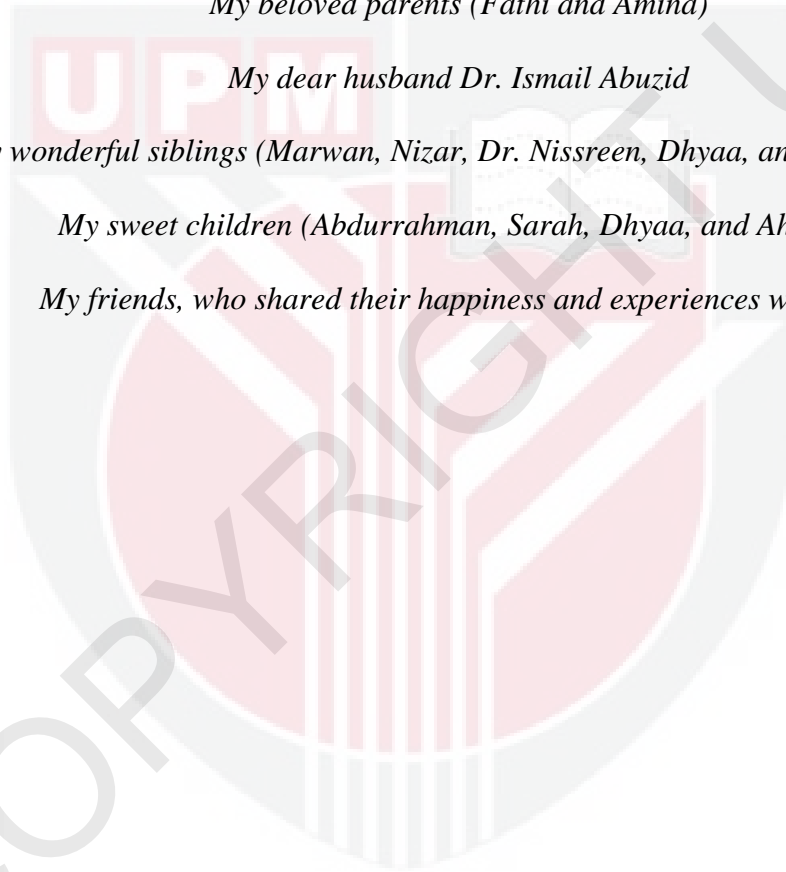 My beloved parents (Fathi and Amina)
UPM
My dear husband Dr. Ismail Abuzid
wonderful siblings (Marwan, Nizar, Dr. Nissreen, Dhyaa,
My sweet children (Abdurrahman, Sarah, Dhyaa, and
My friends, who shared their happiness and experiences
COPYRIGHT U